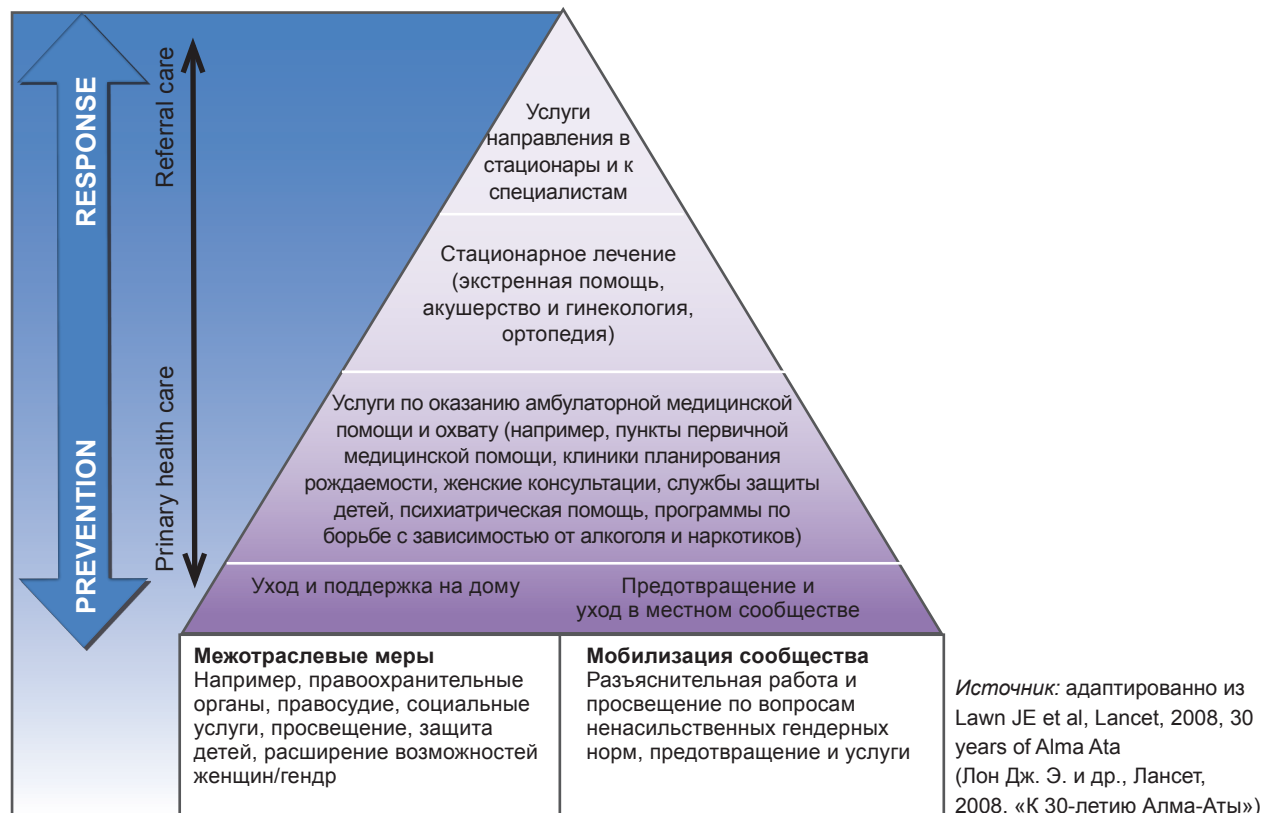 RESPONSE
PREVENTION
Referral care
Prinary health care
Услуги
направления в
стационары и к
специалистам
Стационарное лечение
(экстренная помощь,
акушерство и гинекология,
ортопедия)
Услуги по оказанию амбулаторной медицинской
помощи и охвату (например, пункты первичной
медицинской помощи, клиники планирования
рождаемости, женские консультации, службы защиты
детей, психиатрическая помощь, программы по
борьбе с зависимостью от алкоголя и наркотиков)
Уход и поддержка на дому
Предотвращение и
уход в местном сообществе
Межотраслевые меры
Например, правоохранительные
органы, правосудие, социальные
услуги, просвещение, защита
детей, расширение возможностей
женщин/гендр
Мобилизация сообщества
Разъяснительная работа и
просвещение по вопросам
ненасильственных гендерных
норм, предотвращение и услуги
Источник: адаптированно из
Lawn JE et al, Lancet, 2008, 30
years of Alma Ata
(Лон Дж. Э. и др., Лансет,
2008, «К 30-летию Алма-Аты»)